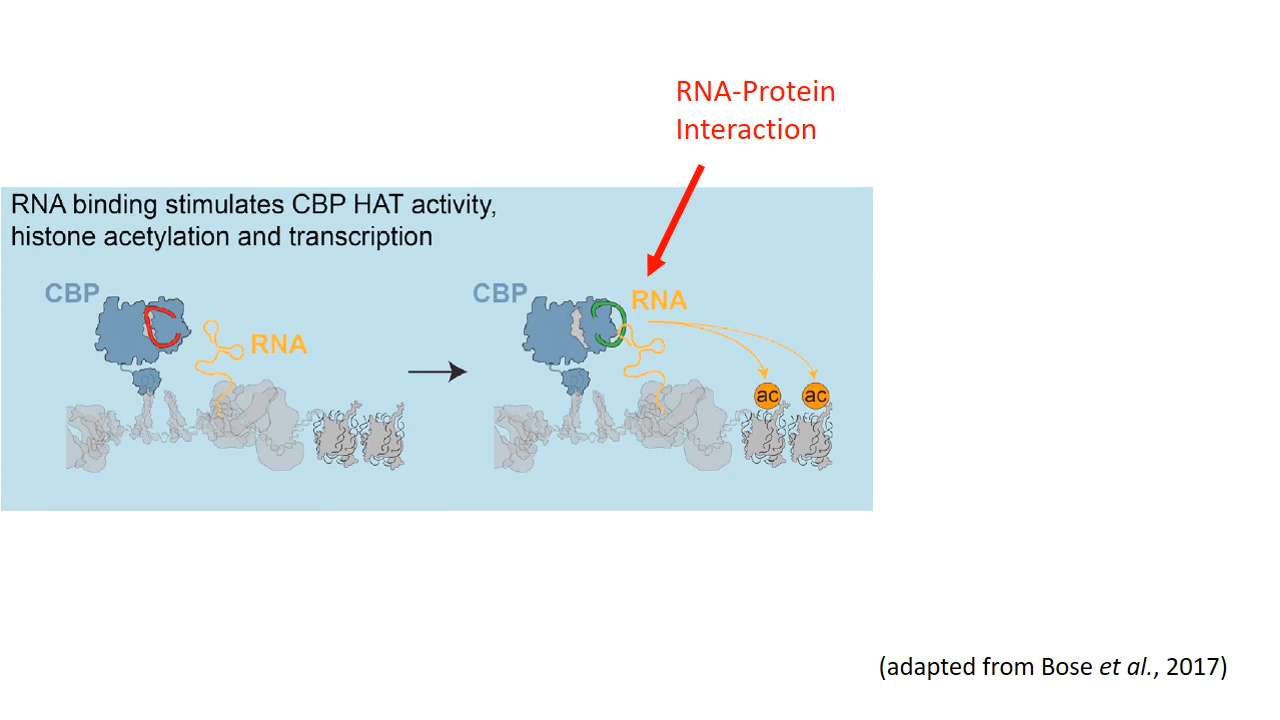 RNA-Protein
Interaction
RNA binding stimulates CBP HAT activity,
histone acetylation and transcription
CBP
RNA
CBP
RNA
ac
ac
(adapted from Bose et al., 2017)